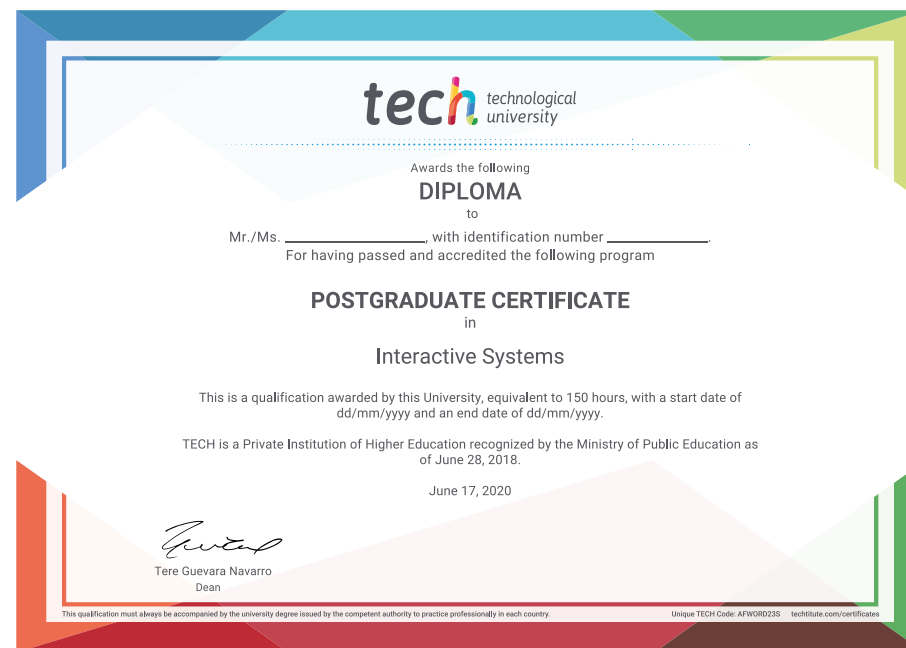 tech technological
university
Awards the following
DIPLOMA
to
Mr./Ms. ____________________, with identification number ______________.
For having passed and accredited the following program
POSTGRADUATE CERTIFICATE
in
Interactive Systems
This is a qualification awarded by this University, equivalent to 150 hours, with a start date of
dd/mm/yyyy and an end date of dd/mm/yyyy.
TECH is a Private Institution of Higher Education recognized by the Ministry of Public Education as
of June 28, 2018.
June 17, 2020
Tere Guevara Navarro
Dean
This qualification must always be accompanied by the university degree issued by the competent authority to practice professionally in each country. Unique TECH Code: AFWORD23S techtitute.com/certificates